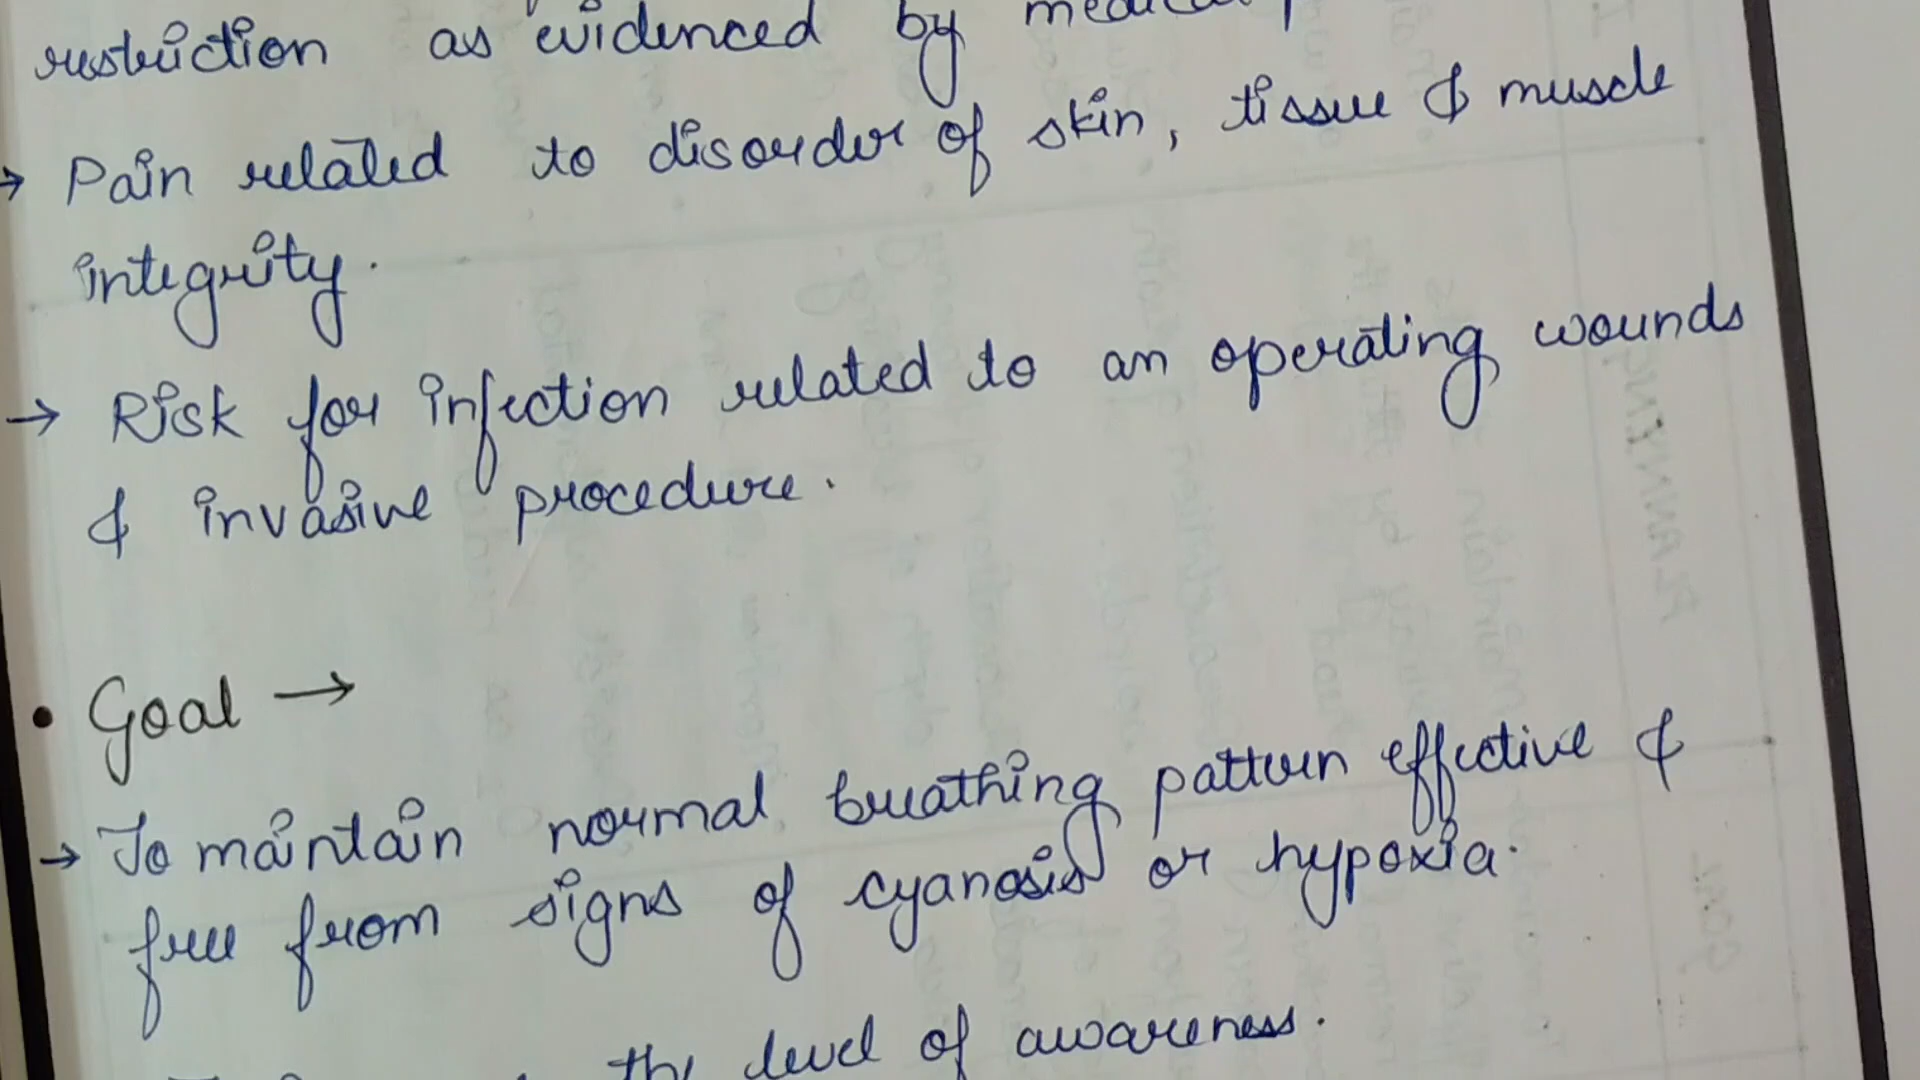 restriction as evidenced by medical
→ Pain related to disorder of skin, tissue & muscle
integrity.
→ Risk for infection related to an operating wounds
& invasive procedure.
• Goal →
→ To maintain normal breathing pattern effective &
free from signs of cyanosis or hypoxia.
the level of awareness.